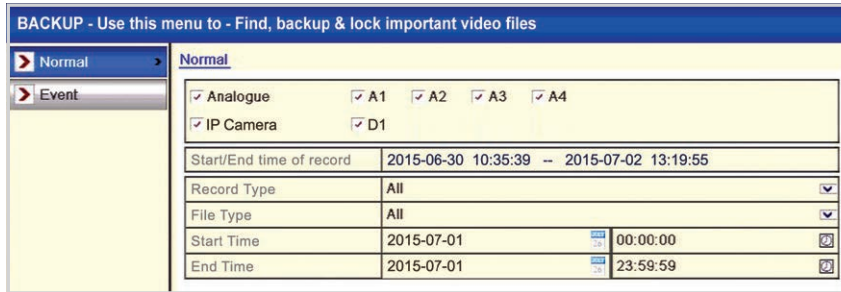 BACKUP - Use this menu to - Find, backup & lock important video files
Normal
Event
Normal
Analogue A1 A2 A3 A4
IP Camera D1
Start/End time of record 2015-06-30 10:35:39 -- 2015-07-02 13:19:55
Record Type All
File Type All
Start Time 2015-07-01 00:00:00
End Time 2015-07-01 23:59:59